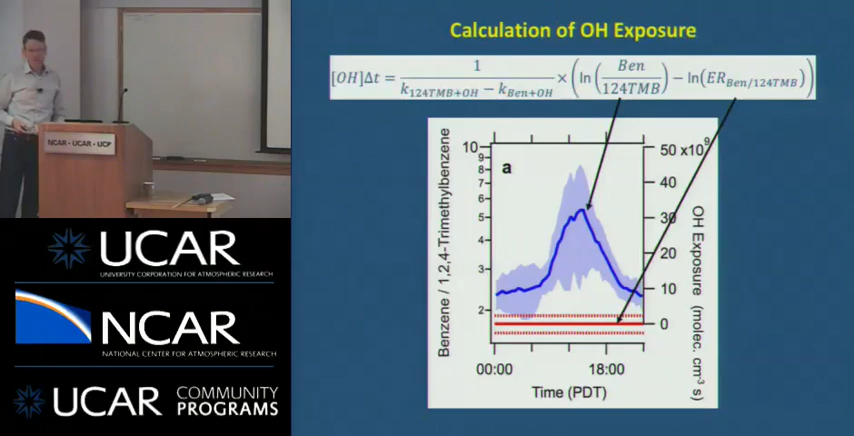 Calculation of OH Exposure
[OH]Δt = 1 / (k124TMB+OH − kBen+OH) × (ln (Ben / 124TMB) − ln(ERBen/124TMB))
NCAR · UCAR · UCP
UCAR
UNIVERSITY CORPORATION FOR ATMOSPHERIC RESEARCH
NCAR
NATIONAL CENTER FOR ATMOSPHERIC RESEARCH
UCAR COMMUNITY PROGRAMS
a
Benzene / 1,2,4-Trimethylbenzene
10
9
8
7
6
5
4
3
2
50 x10⁹
40
30
20
10
0
OH Exposure (molec. cm⁻³ s)
00:00 18:00
Time (PDT)